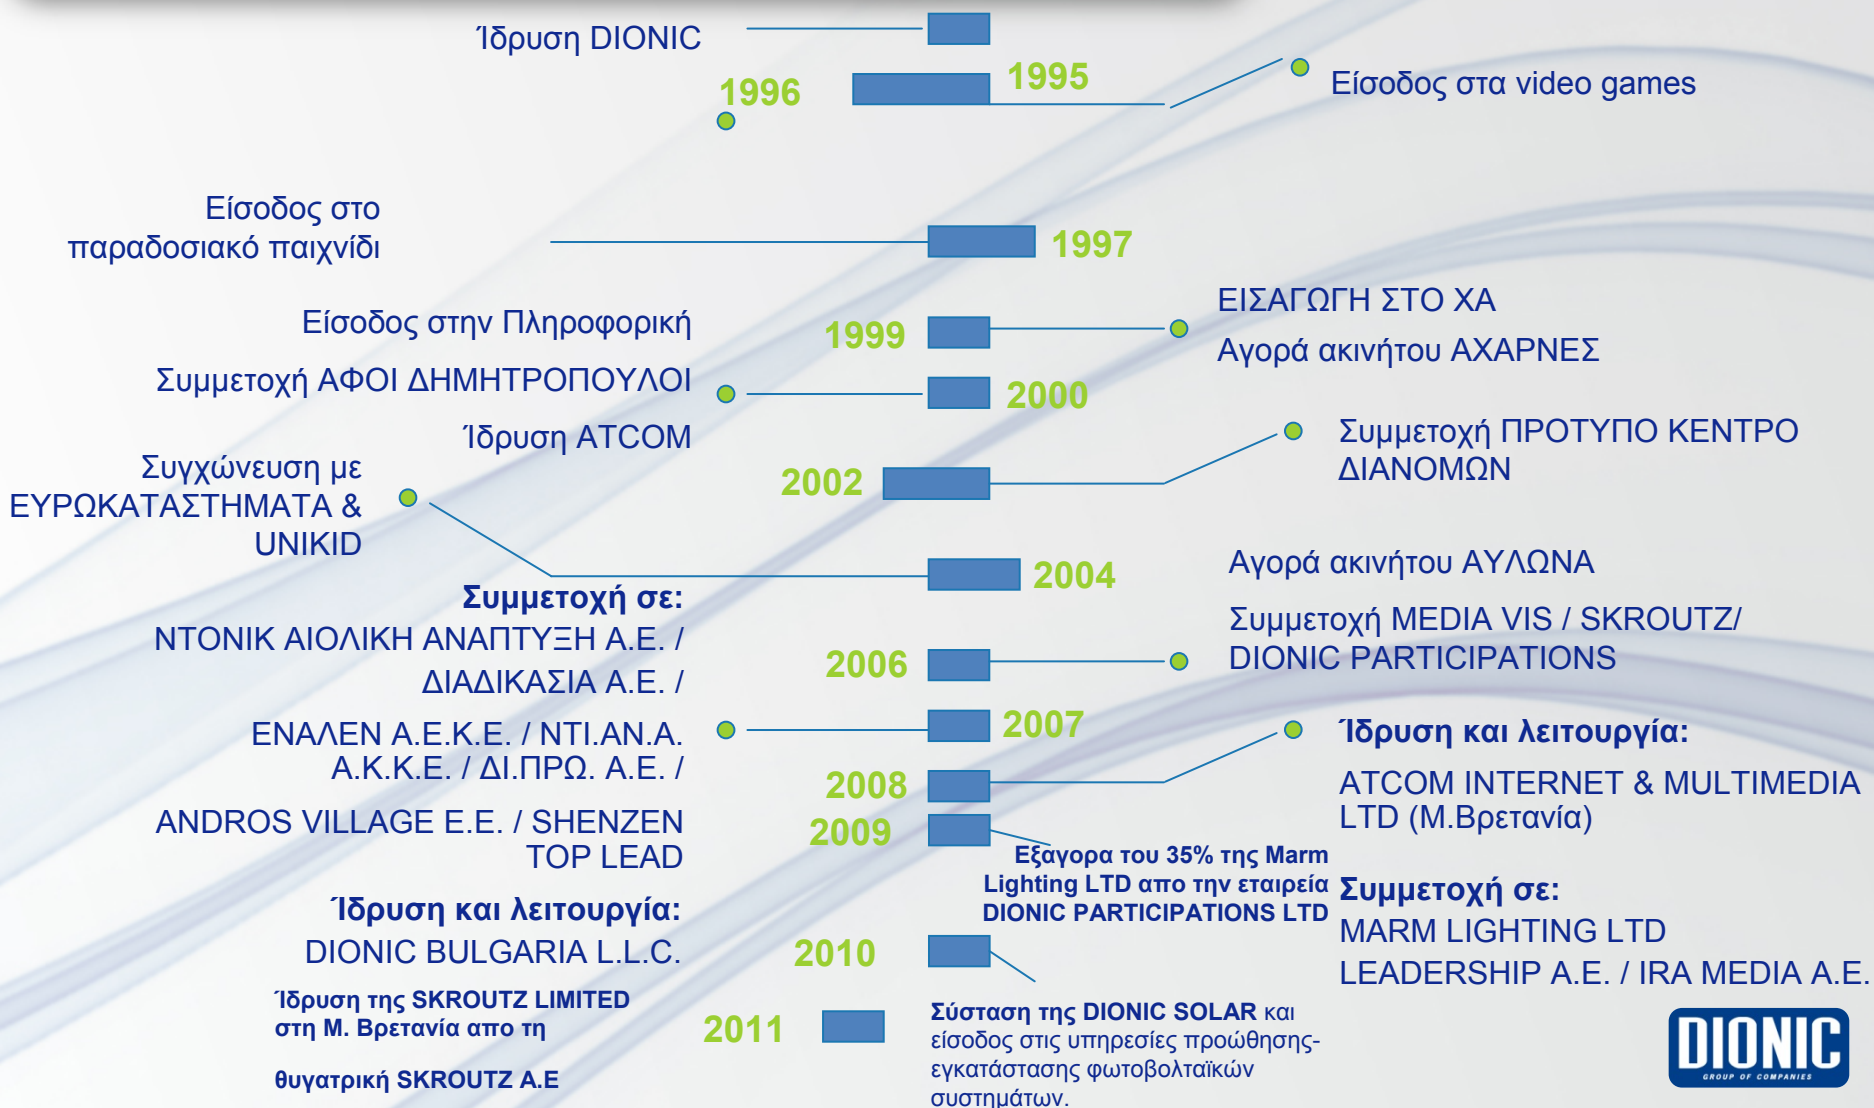 Ίδρυση DIONIC
1995
1996
Είσοδος στα video games
Είσοδος στο
παραδοσιακό παιχνίδι
1997
Είσοδος στην Πληροφορική
1999
ΕΙΣΑΓΩΓΗ ΣΤΟ ΧΑ
Αγορά ακινήτου ΑΧΑΡΝΕΣ
Συμμετοχή ΑΦΟΙ ΔΗΜΗΤΡΟΠΟΥΛΟΙ
2000
Ίδρυση ATCOM
Συμμετοχή ΠΡΟΤΥΠΟ ΚΕΝΤΡΟ
ΔΙΑΝΟΜΩΝ
2002
Συγχώνευση με
ΕΥΡΩΚΑΤΑΣΤΗΜΑΤΑ &
UNIKID
2004
Αγορά ακινήτου ΑΥΛΩΝΑ
Συμμετοχή MEDIA VIS / SKROUTZ/
DIONIC PARTICIPATIONS
2006
Συμμετοχή σε:
ΝΤΟΝΙΚ ΑΙΟΛΙΚΗ ΑΝΑΠΤΥΞΗ Α.Ε. /
ΔΙΑΔΙΚΑΣΙΑ Α.Ε. /
ΕΝΑΛΕΝ Α.Ε.Κ.Ε. / ΝΤΙ.ΑΝ.Α.
Α.Κ.Κ.Ε. / ΔΙ.ΠΡΩ. Α.Ε. /
ANDROS VILLAGE E.E. / SHENZEN
TOP LEAD
2007
2008
2009
Ίδρυση και λειτουργία:
ATCOM INTERNET & MULTIMEDIA
LTD (Μ.Βρετανία)
Συμμετοχή σε:
MARM LIGHTING LTD
LEADERSHIP A.E. / IRA MEDIA A.E.
Εξαγορα του 35% της Marm
Lighting LTD απο την εταιρεία
DIONIC PARTICIPATIONS LTD
Ίδρυση και λειτουργία:
DIONIC BULGARIA L.L.C.
2010
Ίδρυση της SKROUTZ LIMITED
στη Μ. Βρετανία απο τη
θυγατρική SKROUTZ A.E
2011
Σύσταση της DIONIC SOLAR και
είσοδος στις υπηρεσίες προώθησης-
εγκατάστασης φωτοβολταϊκών
συστημάτων.
DIONIC
GROUP OF COMPANIES